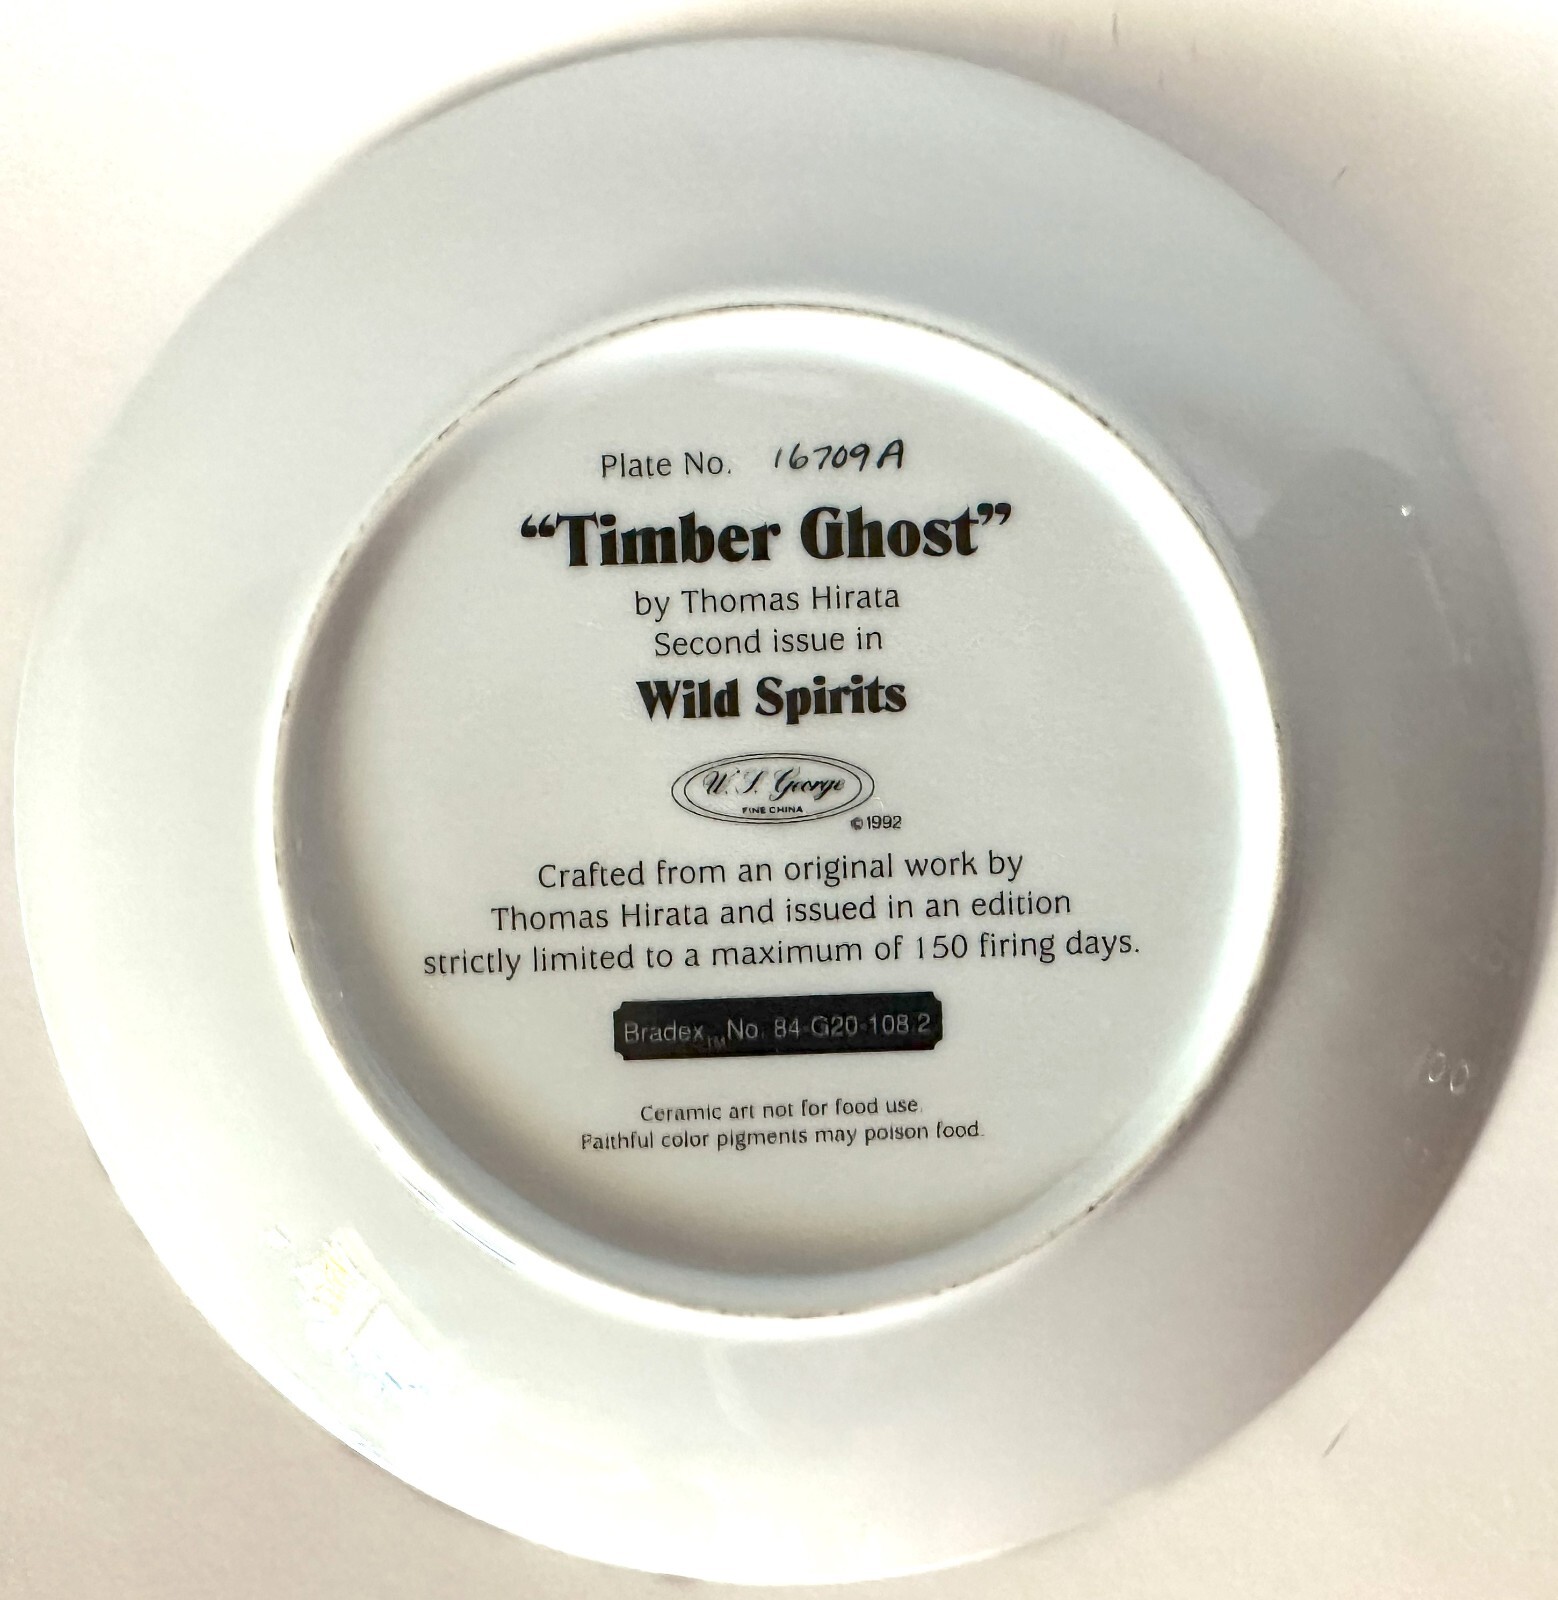 Plate No. 16709A
“Timber Ghost”
by Thomas Hirata
Second issue in
Wild Spirits
W. S. George
FINE CHINA
©1992
Crafted from an original work by
Thomas Hirata and issued in an edition
strictly limited to a maximum of 150 firing days.
Bradex™ No. 84-G20-108.2
Ceramic art not for food use.
Faithful color pigments may poison food.